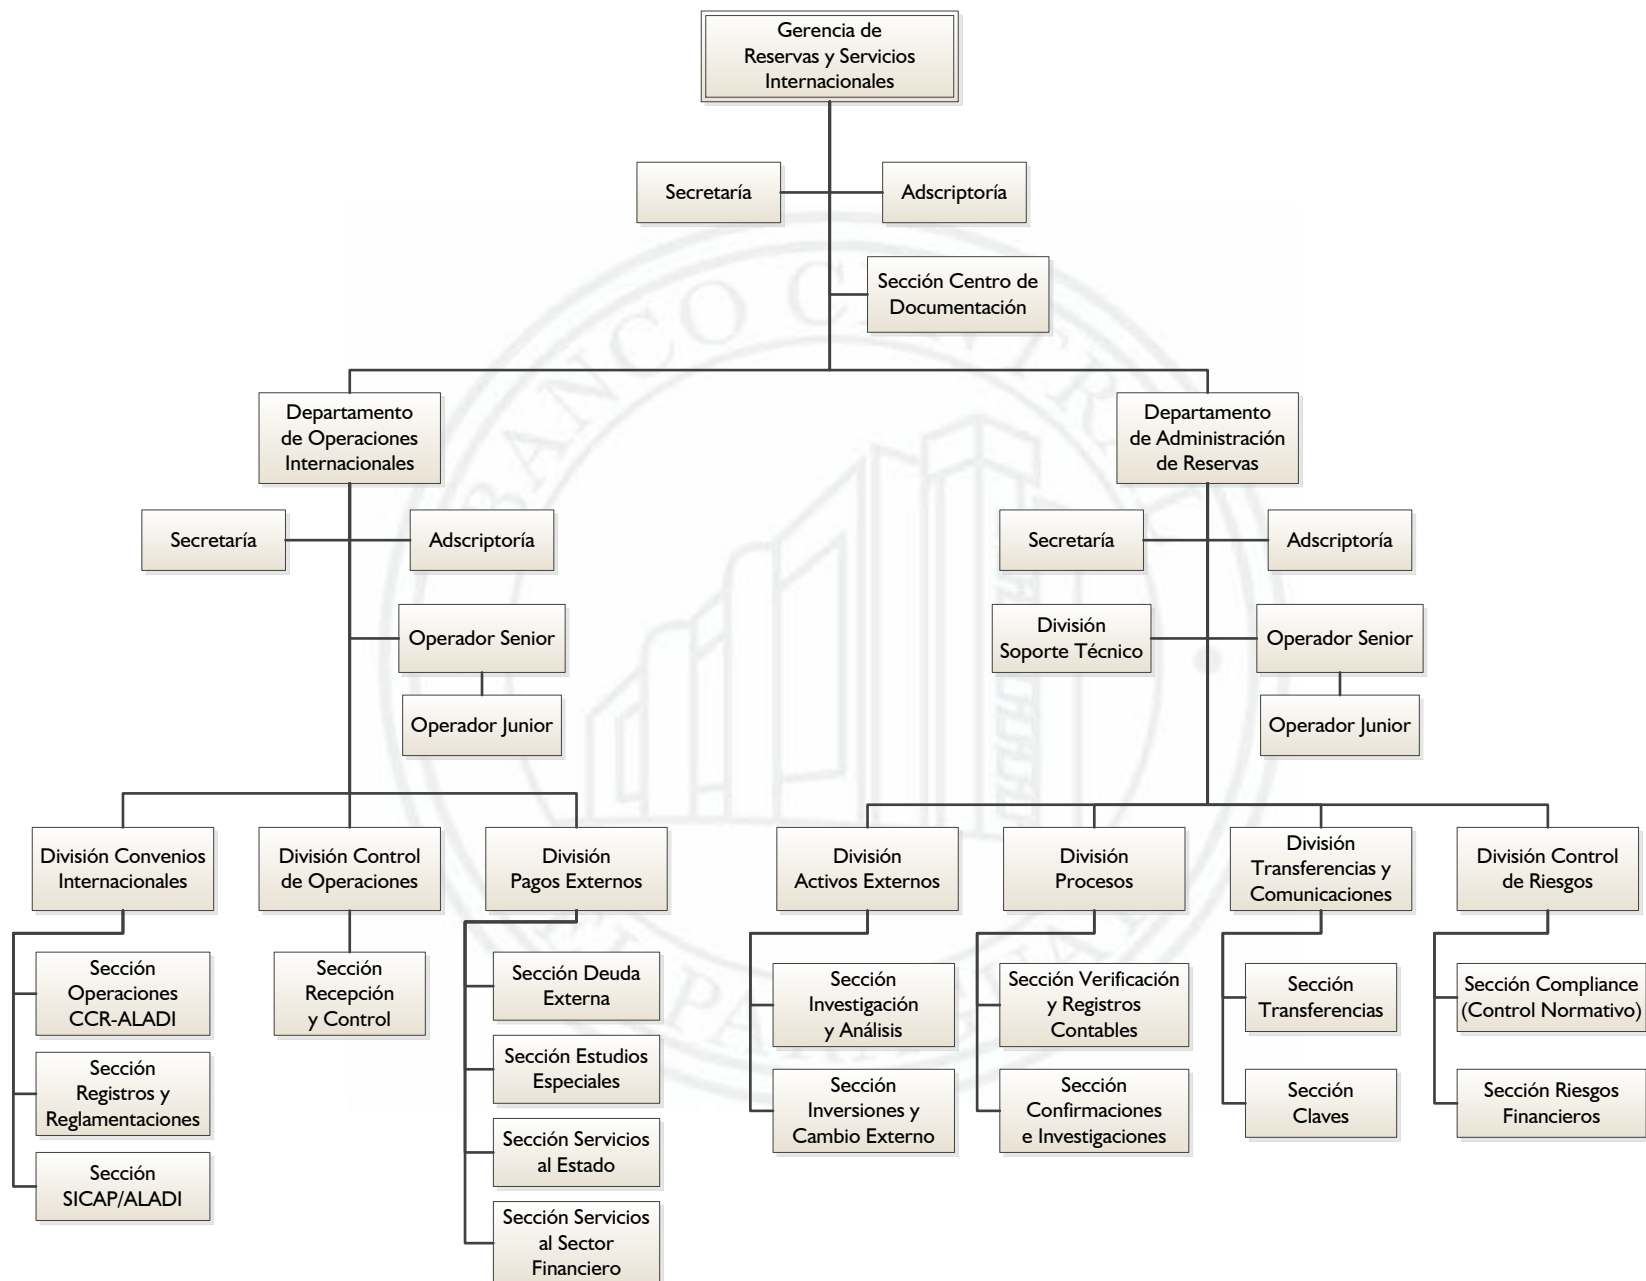 Gerencia de
Reservas y Servicios
Internacionales
Secretaría
Adscriptoría
Sección Centro de
Documentación
Departamento
de Operaciones
Internacionales
Departamento
de Administración
de Reservas
Secretaría
Adscriptoría
Secretaría
Adscriptoría
Operador Senior
División
Soporte Técnico
Operador Senior
Operador Junior
Operador Junior
División Convenios
Internacionales
División Control
de Operaciones
División
Pagos Externos
División
Activos Externos
División
Procesos
División
Transferencias y
Comunicaciones
División Control
de Riesgos
Sección
Operaciones
CCR-ALADI
Sección
Registros y
Reglamentaciones
Sección
SICAP/ALADI
Sección
Recepción
y Control
Sección Deuda
Externa
Sección Estudios
Especiales
Sección Servicios
al Estado
Sección Servicios
al Sector
Financiero
Sección
Investigación
y Análisis
Sección
Inversiones y
Cambio Externo
Sección Verificación
y Registros
Contables
Sección
Confirmaciones
e Investigaciones
Sección
Transferencias
Sección
Claves
Sección Compliance
(Control Normativo)
Sección Riesgos
Financieros
BANCO CENTRAL